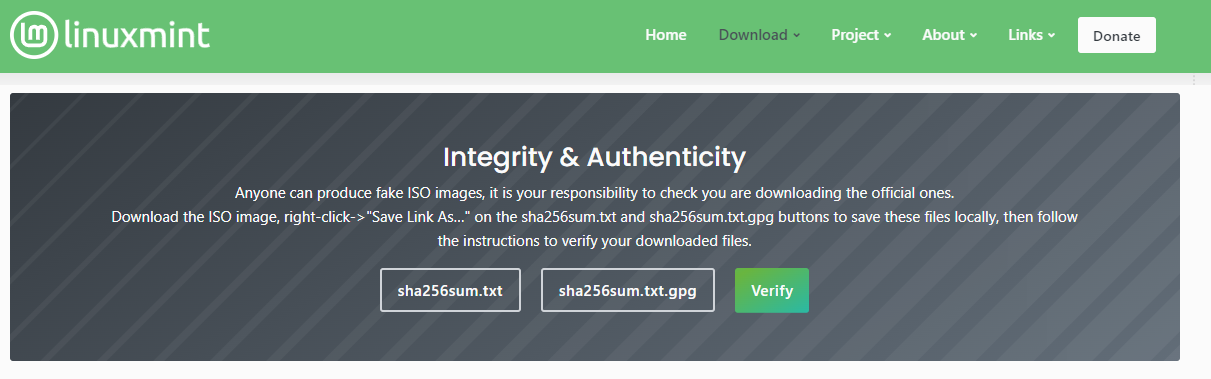 linuxmint
Home
Download
Project
About
Links
Donate
Integrity & Authenticity
Anyone can produce fake ISO images, it is your responsibility to check you are downloading the official ones.
Download the ISO image, right-click->"Save Link As..." on the sha256sum.txt and sha256sum.txt.gpg buttons to save these files locally, then follow
the instructions to verify your downloaded files.
sha256sum.txt
sha256sum.txt.gpg
Verify